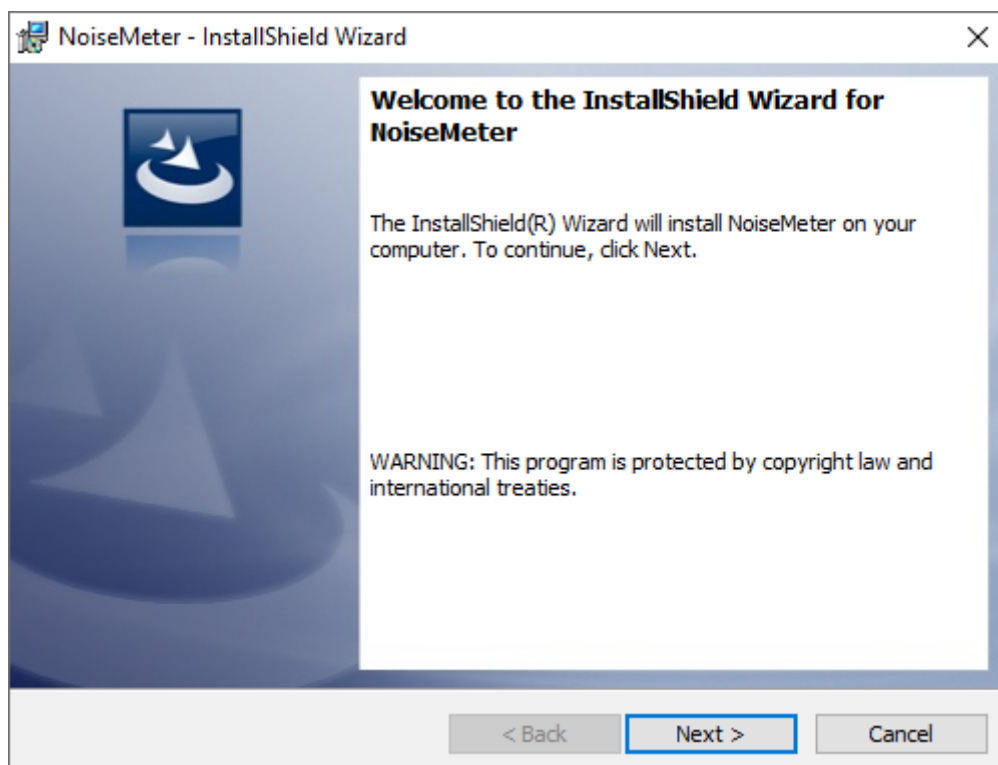 NoiseMeter - InstallShield Wizard
Welcome to the InstallShield Wizard for
NoiseMeter
The InstallShield(R) Wizard will install NoiseMeter on your
computer. To continue, click Next.
WARNING: This program is protected by copyright law and
international treaties.
< Back
Next >
Cancel